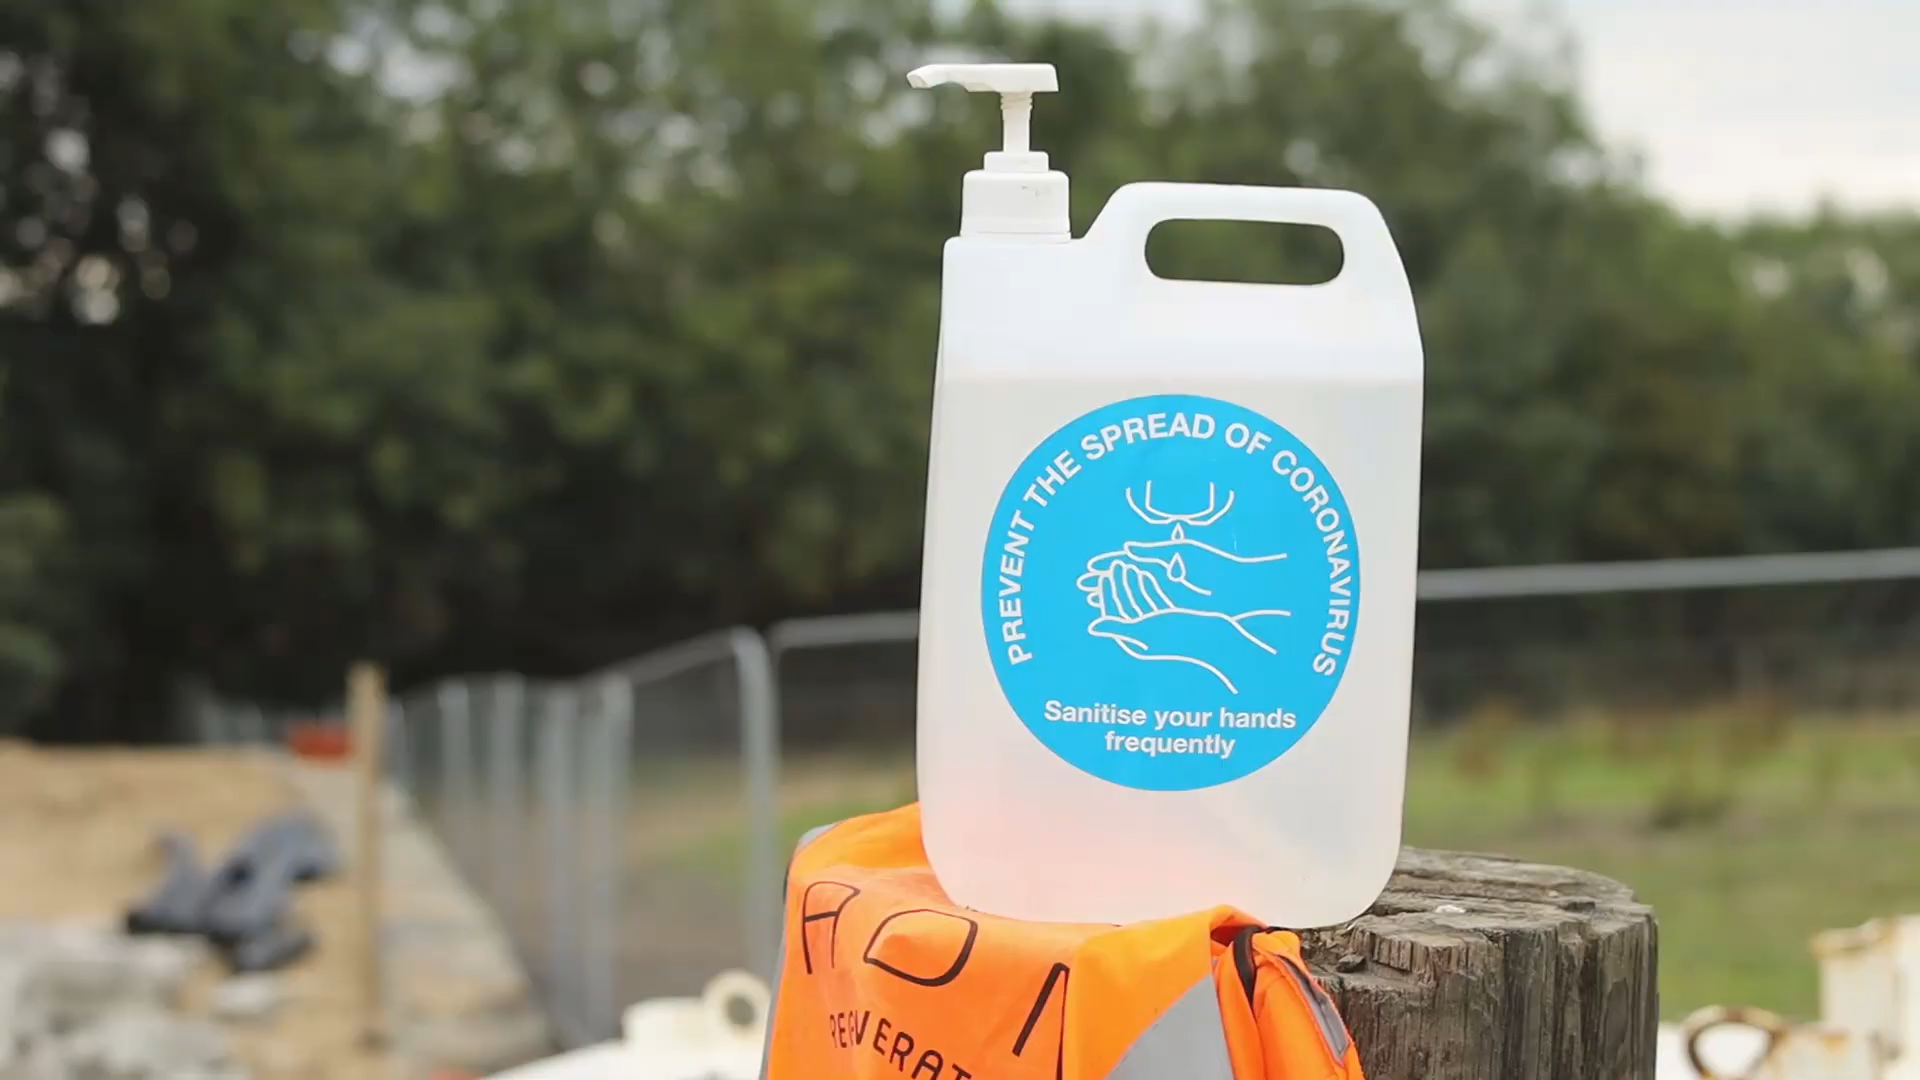 PREVENT THE SPREAD OF CORONAVIRUS
Sanitise your hands
frequently